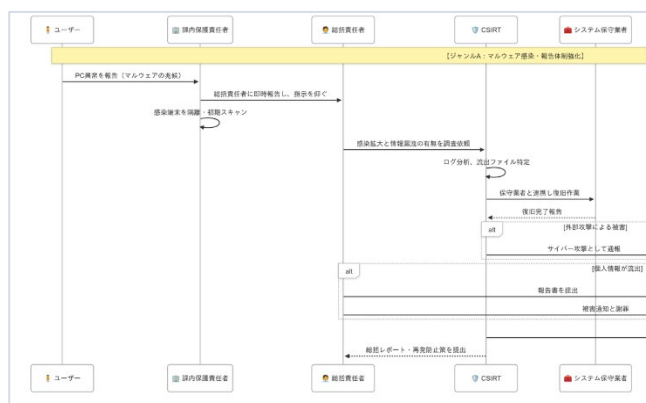 ユーザー
課内保護責任者
総括責任者
CSIRT
システム保守業者
【ジャンルA：マルウェア感染・報告体制強化】
PC異常を報告（マルウェアの兆候）
総括責任者に即時報告し、指示を仰ぐ
感染端末を隔離・初期スキャン
感染拡大と情報漏洩の有無を調査依頼
ログ分析、流出ファイル特定
保守業者と連携し復旧作業
復旧完了報告
alt
[外部攻撃による被害]
サイバー攻撃として通報
alt
[個人情報が流出]
報告書を提出
被害通知と謝罪
総括レポート・再発防止策を提出
ユーザー
課内保護責任者
総括責任者
CSIRT
システム保守業者